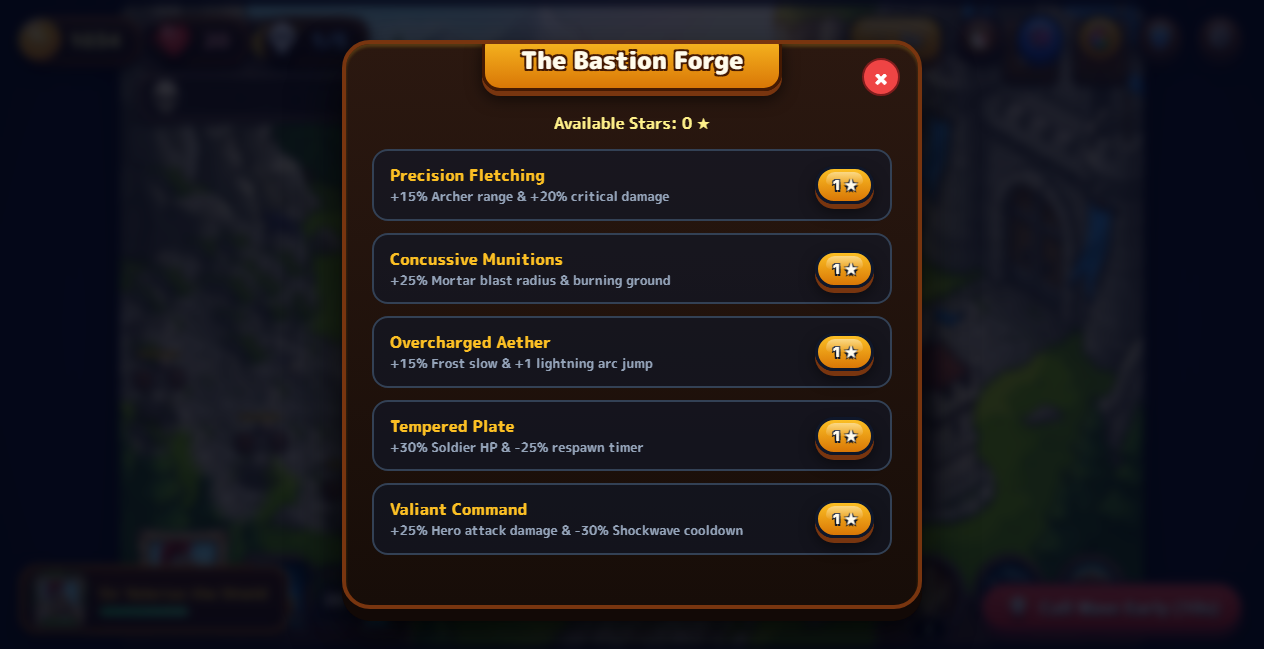 The Bastion Forge
Available Stars: 0 ★
Precision Fletching
+15% Archer range & +20% critical damage
1★
Concussive Munitions
+25% Mortar blast radius & burning ground
1★
Overcharged Aether
+15% Frost slow & +1 lightning arc jump
1★
Tempered Plate
+30% Soldier HP & -25% respawn timer
1★
Valiant Command
+25% Hero attack damage & -30% Shockwave cooldown
1★